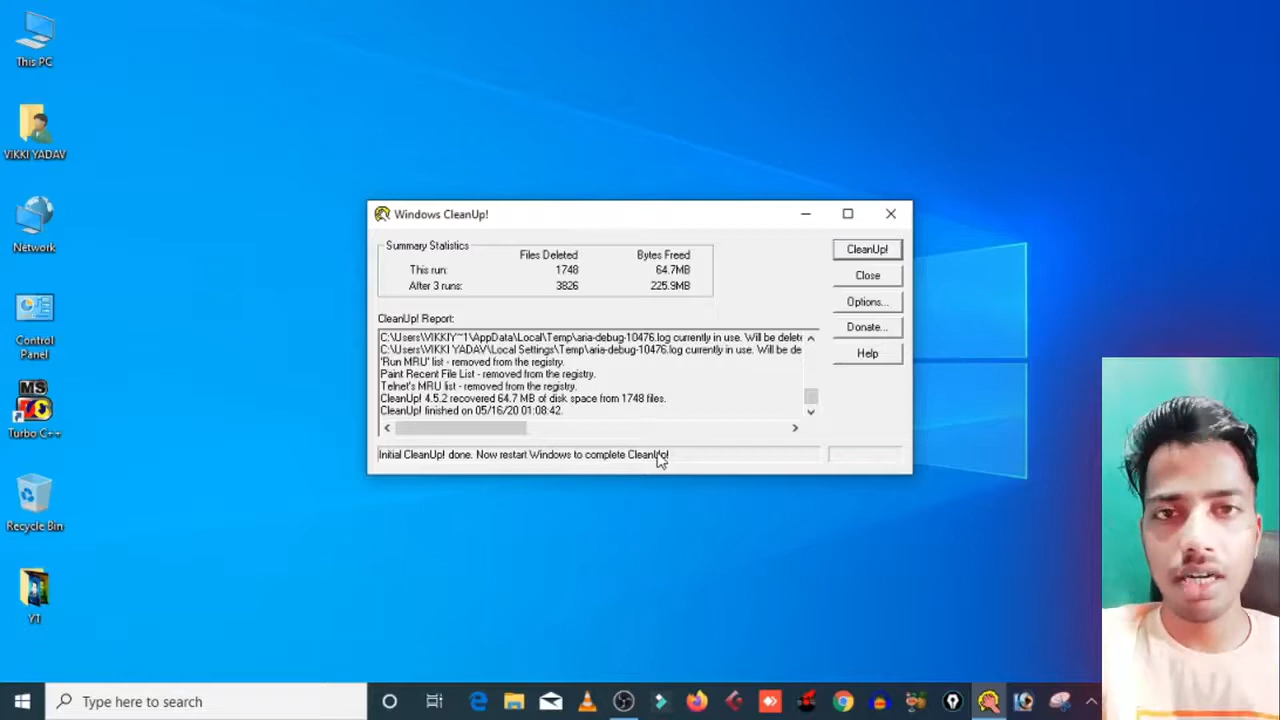 This PC
VIKKI YADAV
Network
Control
Panel
MS
Turbo C++
Recycle Bin
YT
Windows CleanUp!
Summary Statistics
Files Deleted Bytes Freed
This run: 1748 64.7MB
After 3 runs: 3826 225.9MB
CleanUp! Report:
C:\Users\VIKKIY~1\AppData\Local\Temp\aria-debug-10476.log currently in use. Will be delete
C:\Users\VIKKI YADAV\Local Settings\Temp\aria-debug-10476.log currently in use. Will be de
'Run MRU' list - removed from the registry.
Paint Recent File List - removed from the registry.
Telnet's MRU list - removed from the registry.
CleanUp! 4.5.2 recovered 64.7 MB of disk space from 1748 files.
CleanUp! finished on 05/16/20 01:08:42.
Initial CleanUp! done. Now restart Windows to complete CleanUp!
CleanUp!
Close
Options...
Donate...
Help
Type here to search